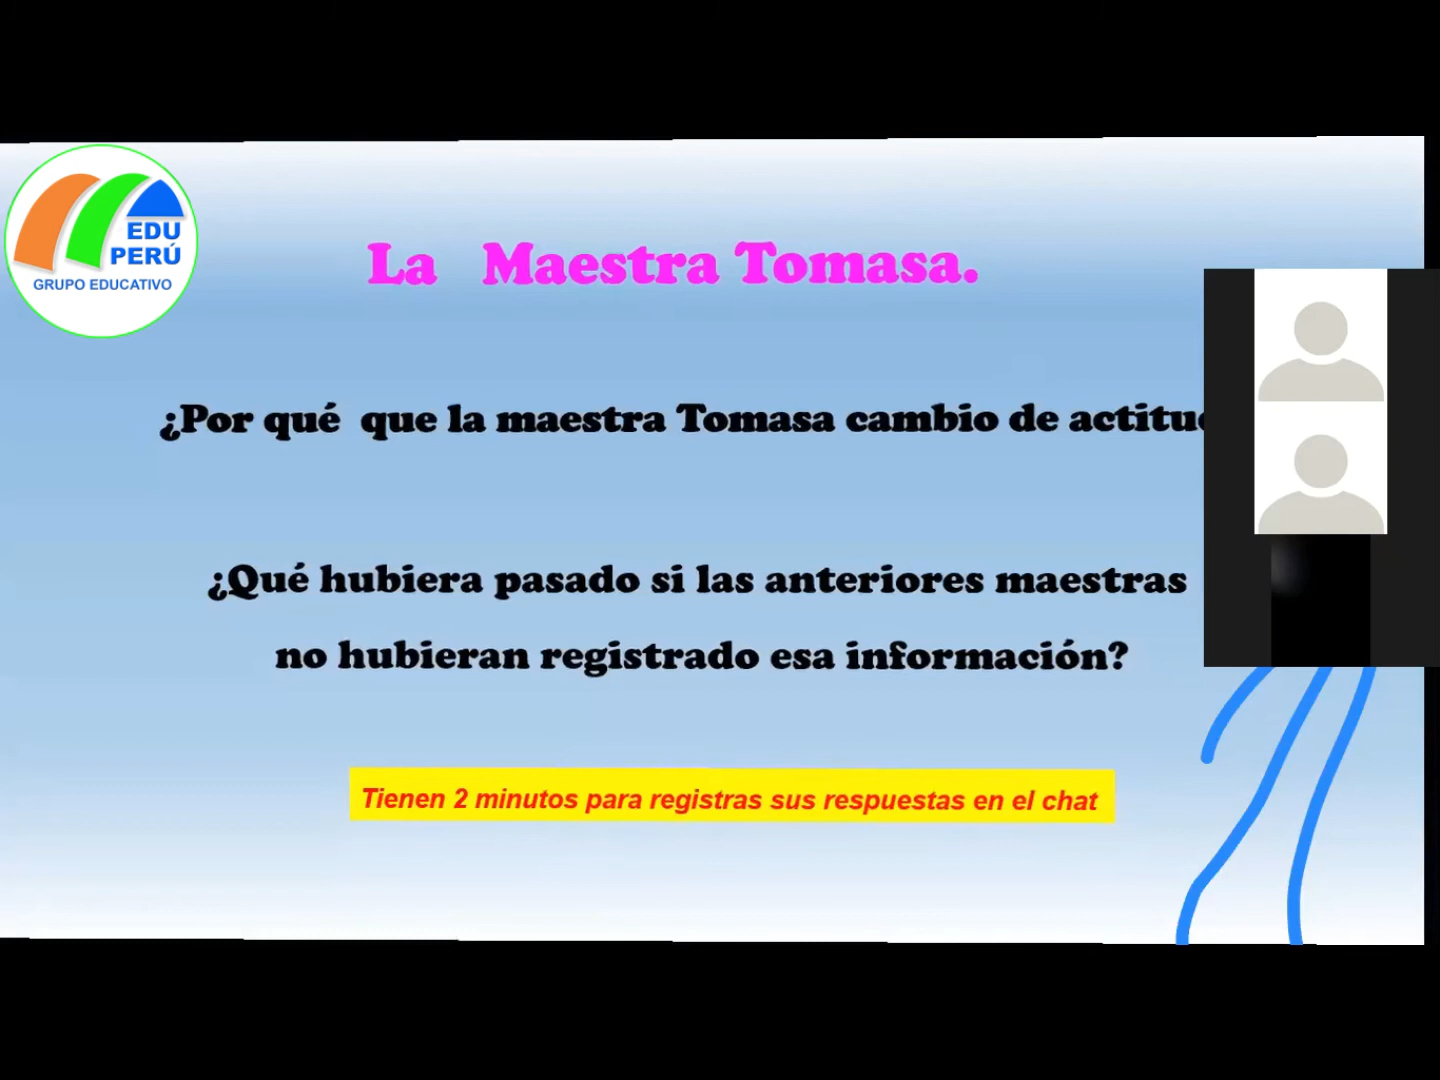 EDU
PERÚ
GRUPO EDUCATIVO
La Maestra Tomasa.
¿Por qué que la maestra Tomasa cambio de
¿Qué hubiera pasado si las anteriores maestras
no hubieran registrado esa información?
Tienen 2 minutos para registras sus respuestas en el chat